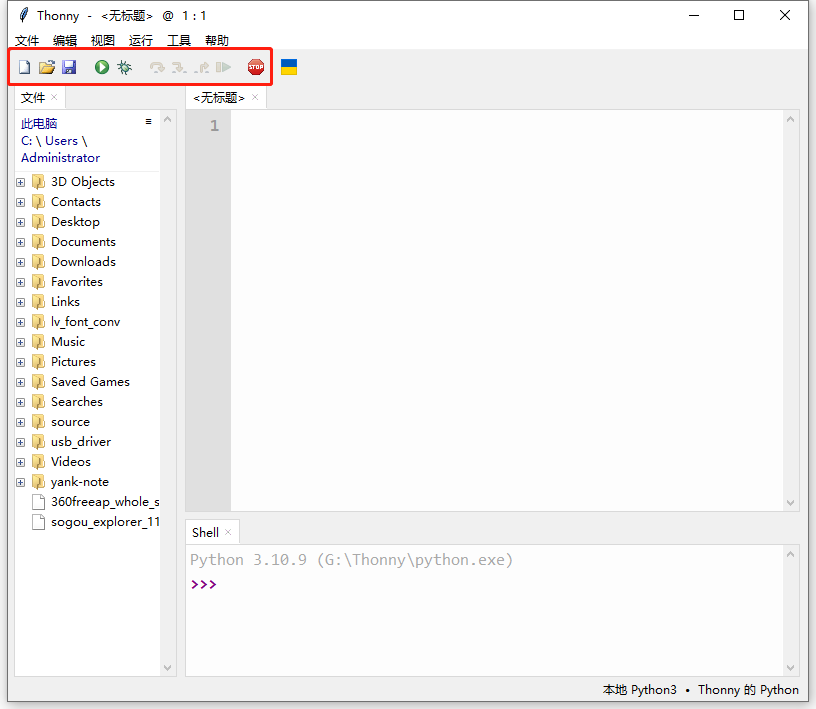 Thonny - <无标题> @ 1 : 1
文件 编辑 视图 运行 工具 帮助
STOP
文件
此电脑
C: \ Users \
Administrator
3D Objects
Contacts
Desktop
Documents
Downloads
Favorites
Links
lv_font_conv
Music
Pictures
Saved Games
Searches
source
usb_driver
Videos
yank-note
360freeap_whole_s
sogou_explorer_11
<无标题>
1
Shell
Python 3.10.9 (G:\Thonny\python.exe)
>>>
本地 Python3 • Thonny 的 Python